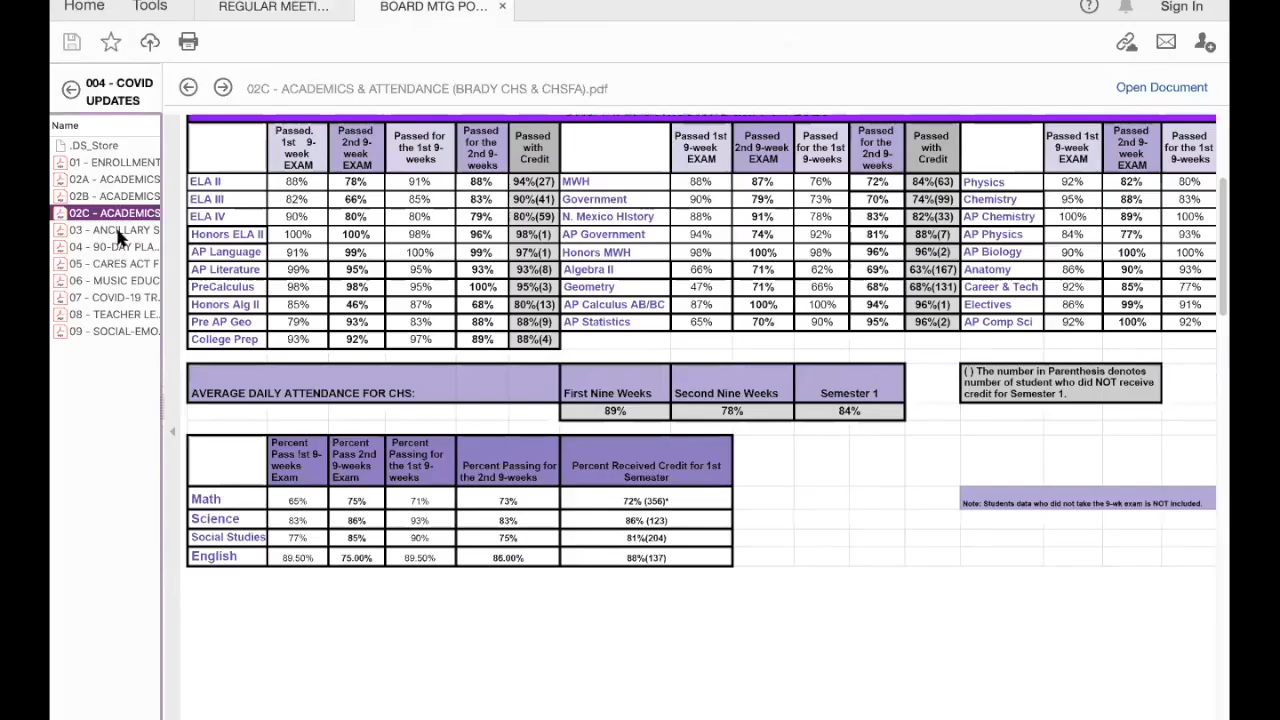 Home Tools REGULAR MEETI... BOARD MTG PO... × ? Sign In
004 - COVID UPDATES
02C - ACADEMICS & ATTENDANCE (BRADY CHS & CHSFA).pdf Open Document
Name
.DS_Store
01 - ENROLLMENT
02A - ACADEMICS
02B - ACADEMICS
02C - ACADEMICS
03 - ANCILLARY S
04 - 90-DAY PLA...
05 - CARES ACT F
06 - MUSIC EDUC
07 - COVID-19 TR.
08 - TEACHER LE..
09 - SOCIAL-EMO.
Passed. 1st 9-week EXAM Passed 2nd 9-week EXAM Passed for the 1st 9-weeks Passed for the 2nd 9-weeks Passed with Credit Passed 1st 9-week EXAM Passed 2nd 9-week EXAM Passed for the 1st 9-weeks Passed for the 2nd 9-weeks Passed with Credit Passed 1st 9-week EXAM Passed 2nd 9-week EXAM Passed for the 1st 9-weeks
ELA II 88% 78% 91% 88% 94%(27) MWH 88% 87% 76% 72% 84%(63) Physics 92% 82% 80%
ELA III 82% 66% 85% 83% 90%(41) Government 90% 79% 73% 70% 74%(99) Chemistry 95% 88% 83%
ELA IV 90% 80% 80% 79% 80%(59) N. Mexico HIstory 88% 91% 78% 83% 82%(33) AP Chemistry 100% 89% 100%
Honors ELA II 100% 100% 98% 96% 98%(1) AP Government 94% 74% 92% 81% 88%(7) AP Physics 84% 77% 93%
AP Language 91% 99% 100% 99% 97%(1) Honors MWH 98% 100% 98% 96% 96%(2) AP Biology 90% 100% 100%
AP Literature 99% 95% 95% 93% 93%(8) Algebra II 66% 71% 62% 69% 63%(167) Anatomy 86% 90% 93%
PreCalculus 98% 98% 95% 100% 95%(3) Geometry 47% 71% 66% 68% 68%(131) Career & Tech 92% 85% 77%
Honors Alg II 85% 46% 87% 68% 80%(13) AP Calculus AB/BC 87% 100% 100% 94% 96%(1) Electives 86% 99% 91%
Pre AP Geo 79% 93% 83% 88% 88%(9) AP Statistics 65% 70% 90% 95% 96%(2) AP Comp Sci 92% 100% 92%
College Prep 93% 92% 97% 89% 88%(4)
AVERAGE DAILY ATTENDANCE FOR CHS: First Nine Weeks Second Nine Weeks Semester 1
89% 78% 84%
( ) The number in Parenthesis denotes
number of student who did NOT receive
credit for Semester 1.
Percent Pass !st 9-weeks Exam Percent Pass 2nd 9-weeks Exam Percent Passing for the 1st 9-weeks Percent Passing for the 2nd 9-weeks Percent Received Credit for 1st Semester
Math 65% 75% 71% 73% 72% (356)*
Science 83% 86% 93% 83% 86% (123)
Social Studies 77% 85% 90% 75% 81%(204)
English 89.50% 75.00% 89.50% 86.00% 88%(137)
Note: Students data who did not take the 9-wk exam is NOT included.